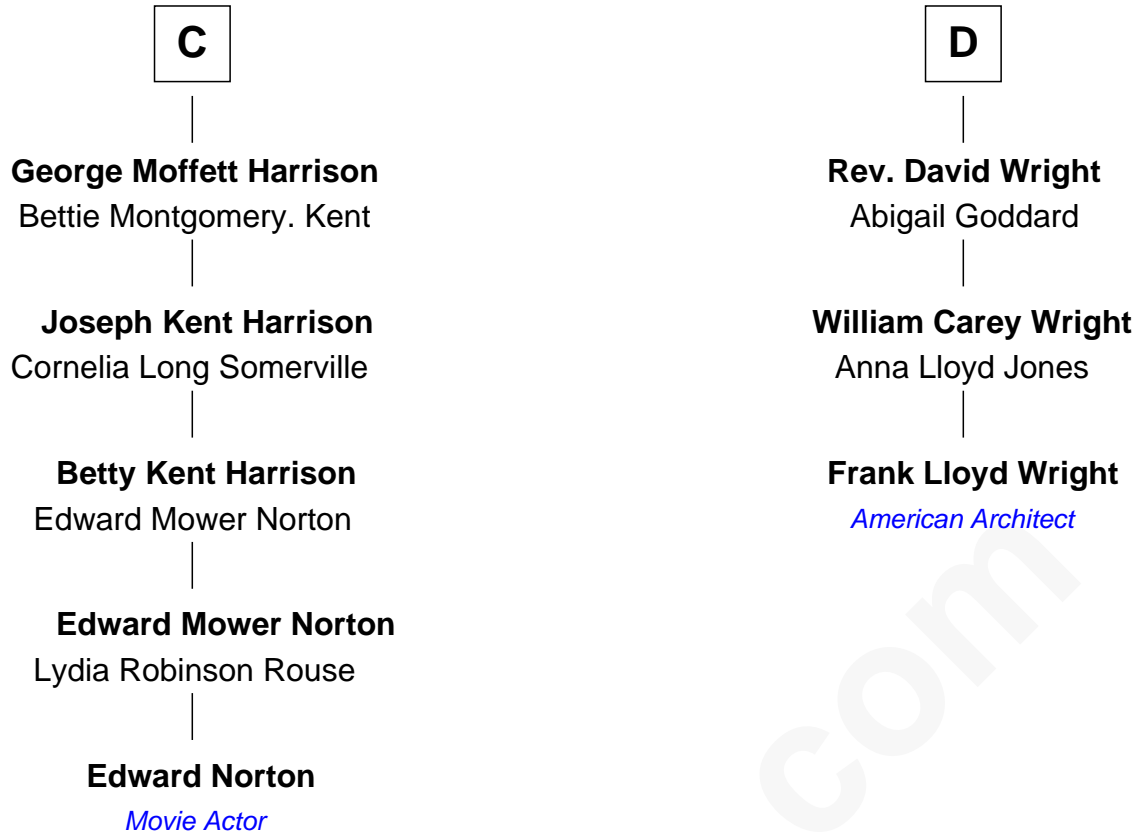 C
George Moffett Harrison
Bettie Montgomery. Kent
Joseph Kent Harrison
Cornelia Long Somerville
Betty Kent Harrison
Edward Mower Norton
Edward Mower Norton
Lydia Robinson Rouse
Edward Norton
Movie Actor
D
Rev. David Wright
Abigail Goddard
William Carey Wright
Anna Lloyd Jones
Frank Lloyd Wright
American Architect
com